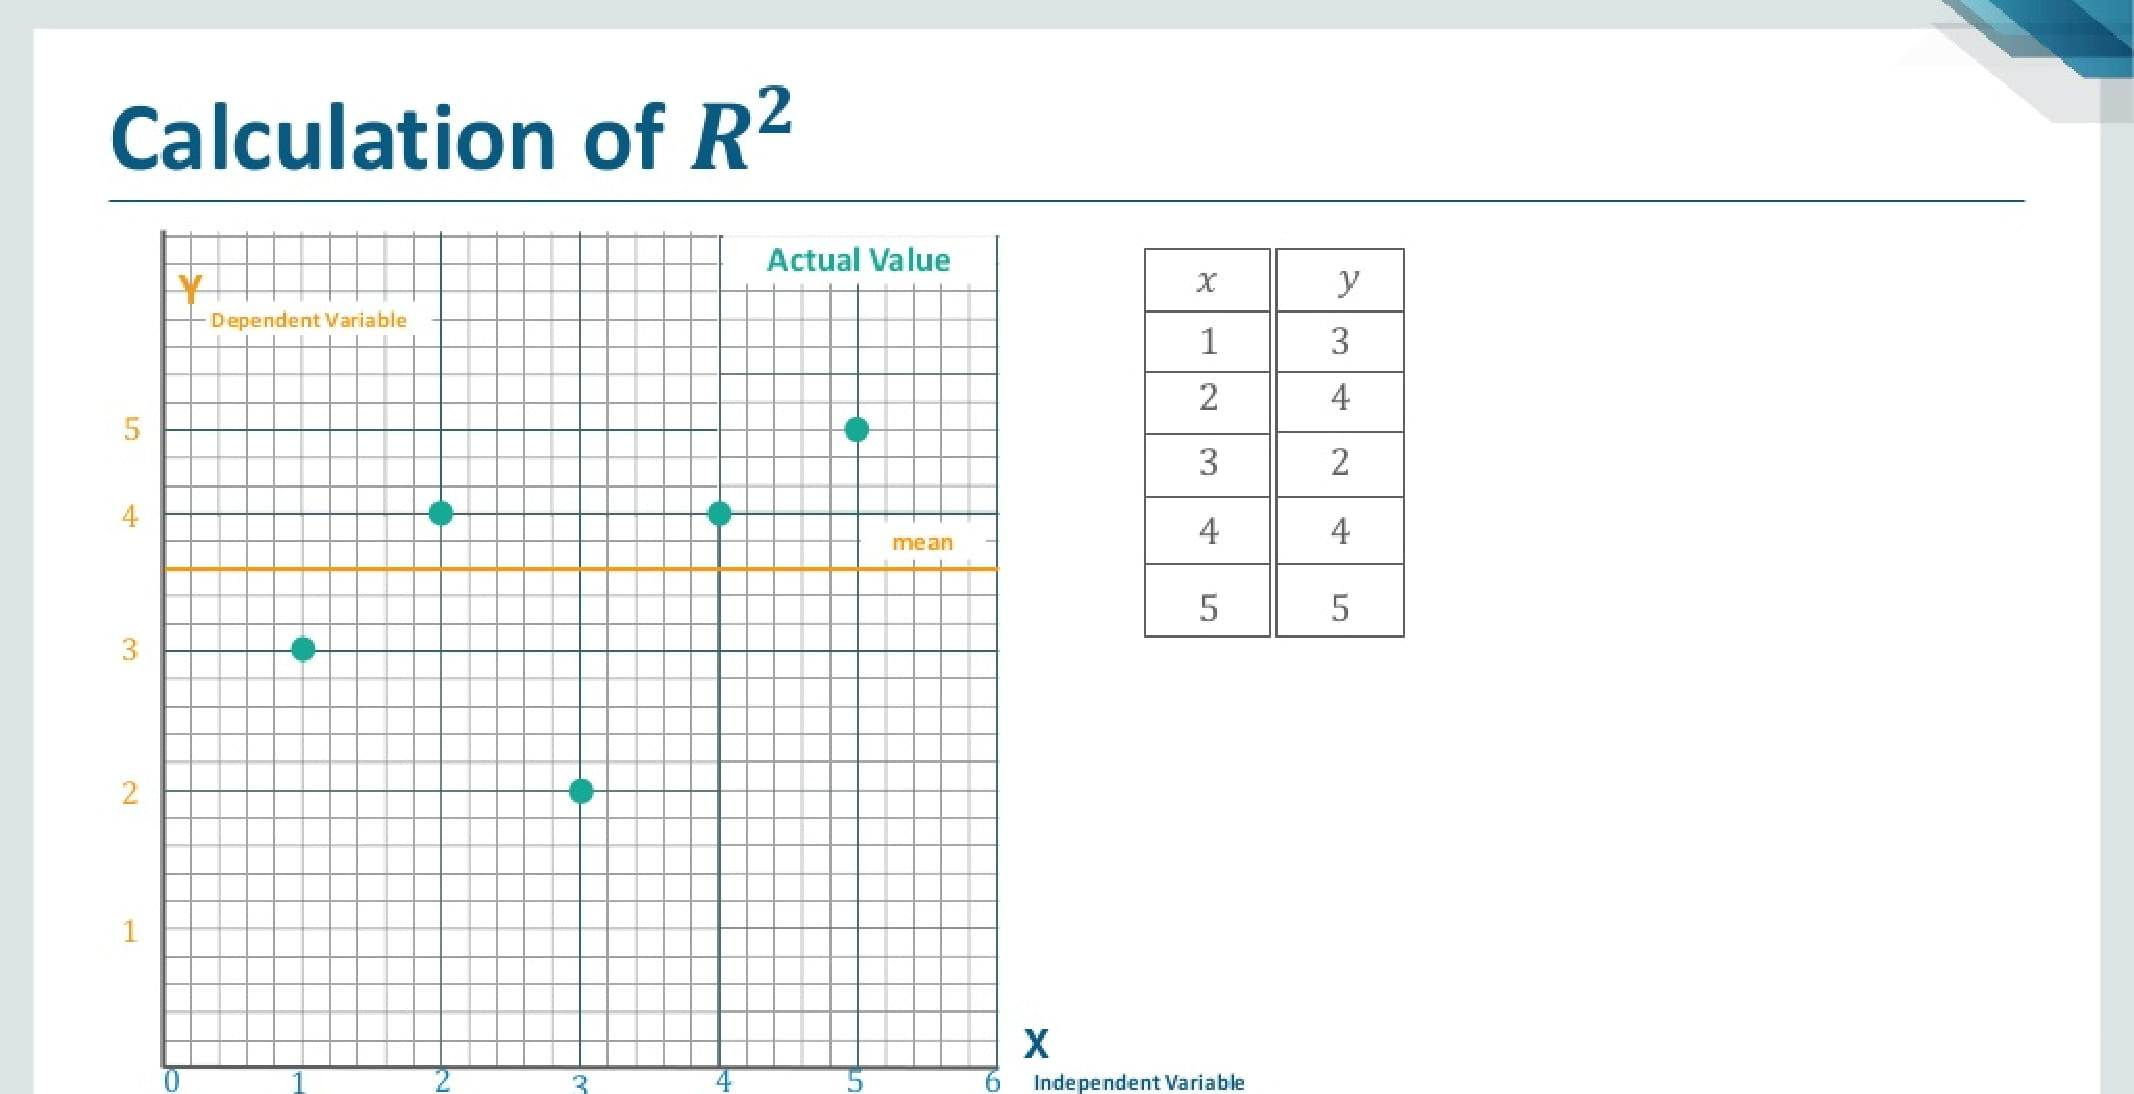 Calculation of R²
Actual Value
Y
Dependent Variable
5
4
mean
3
2
1
0 1 2 3 4 5 6
X
Independent Variable
x y
1 3
2 4
3 2
4 4
5 5